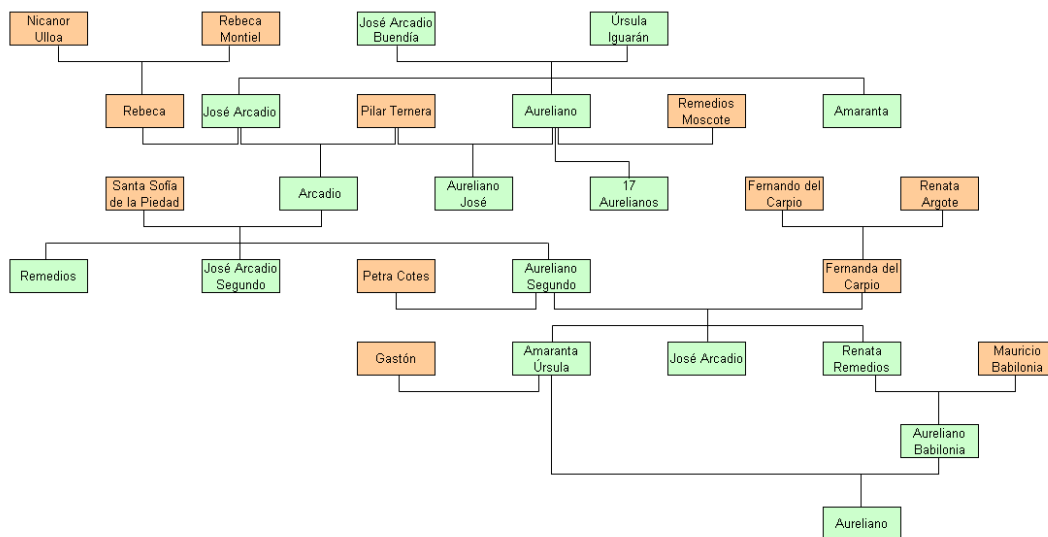 Nicanor
Ulloa
Rebeca
Montiel
José Arcadio
Buendía
Úrsula
Iguarán
Rebeca
José Arcadio
Pilar Ternera
Aureliano
Remedios
Moscote
Amaranta
Santa Sofía
de la Piedad
Arcadio
Aureliano
José
17
Aurelianos
Fernando del
Carpio
Renata
Argote
Remedios
José Arcadio
Segundo
Petra Cotes
Aureliano
Segundo
Fernanda del
Carpio
Gastón
Amaranta
Úrsula
José Arcadio
Renata
Remedios
Mauricio
Babilonia
Aureliano
Babilonia
Aureliano